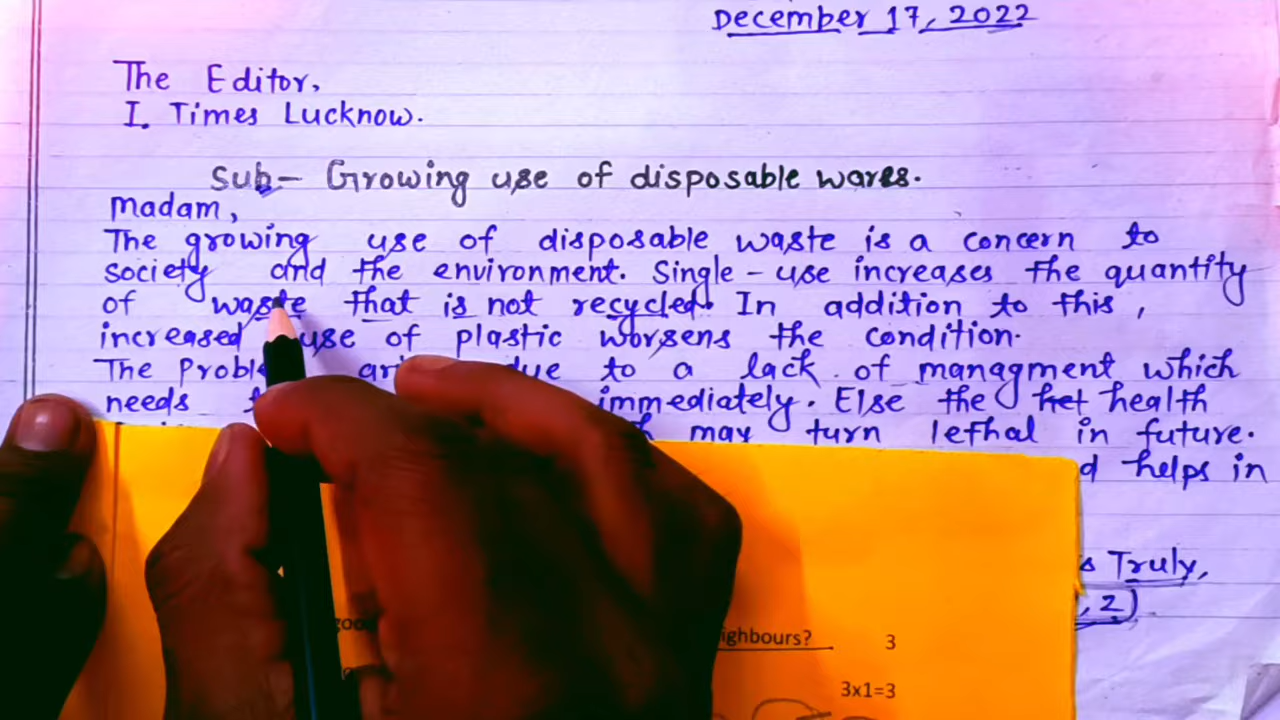 December 17, 2022
The Editor,
I. Times Lucknow.
Sub- Growing use of disposable wares.
Madam,
The growing use of disposable waste is a concern to
society and the environment. Single-use increases the quantity
of waste that is not recycled. In addition to this,
increased use of plastic worsens the condition.
The due to a lack of managment which
needs immediately. Else the health
may turn lethal in future.
helps in
Truly,
, 2)
ighbours? 3
3x1=3